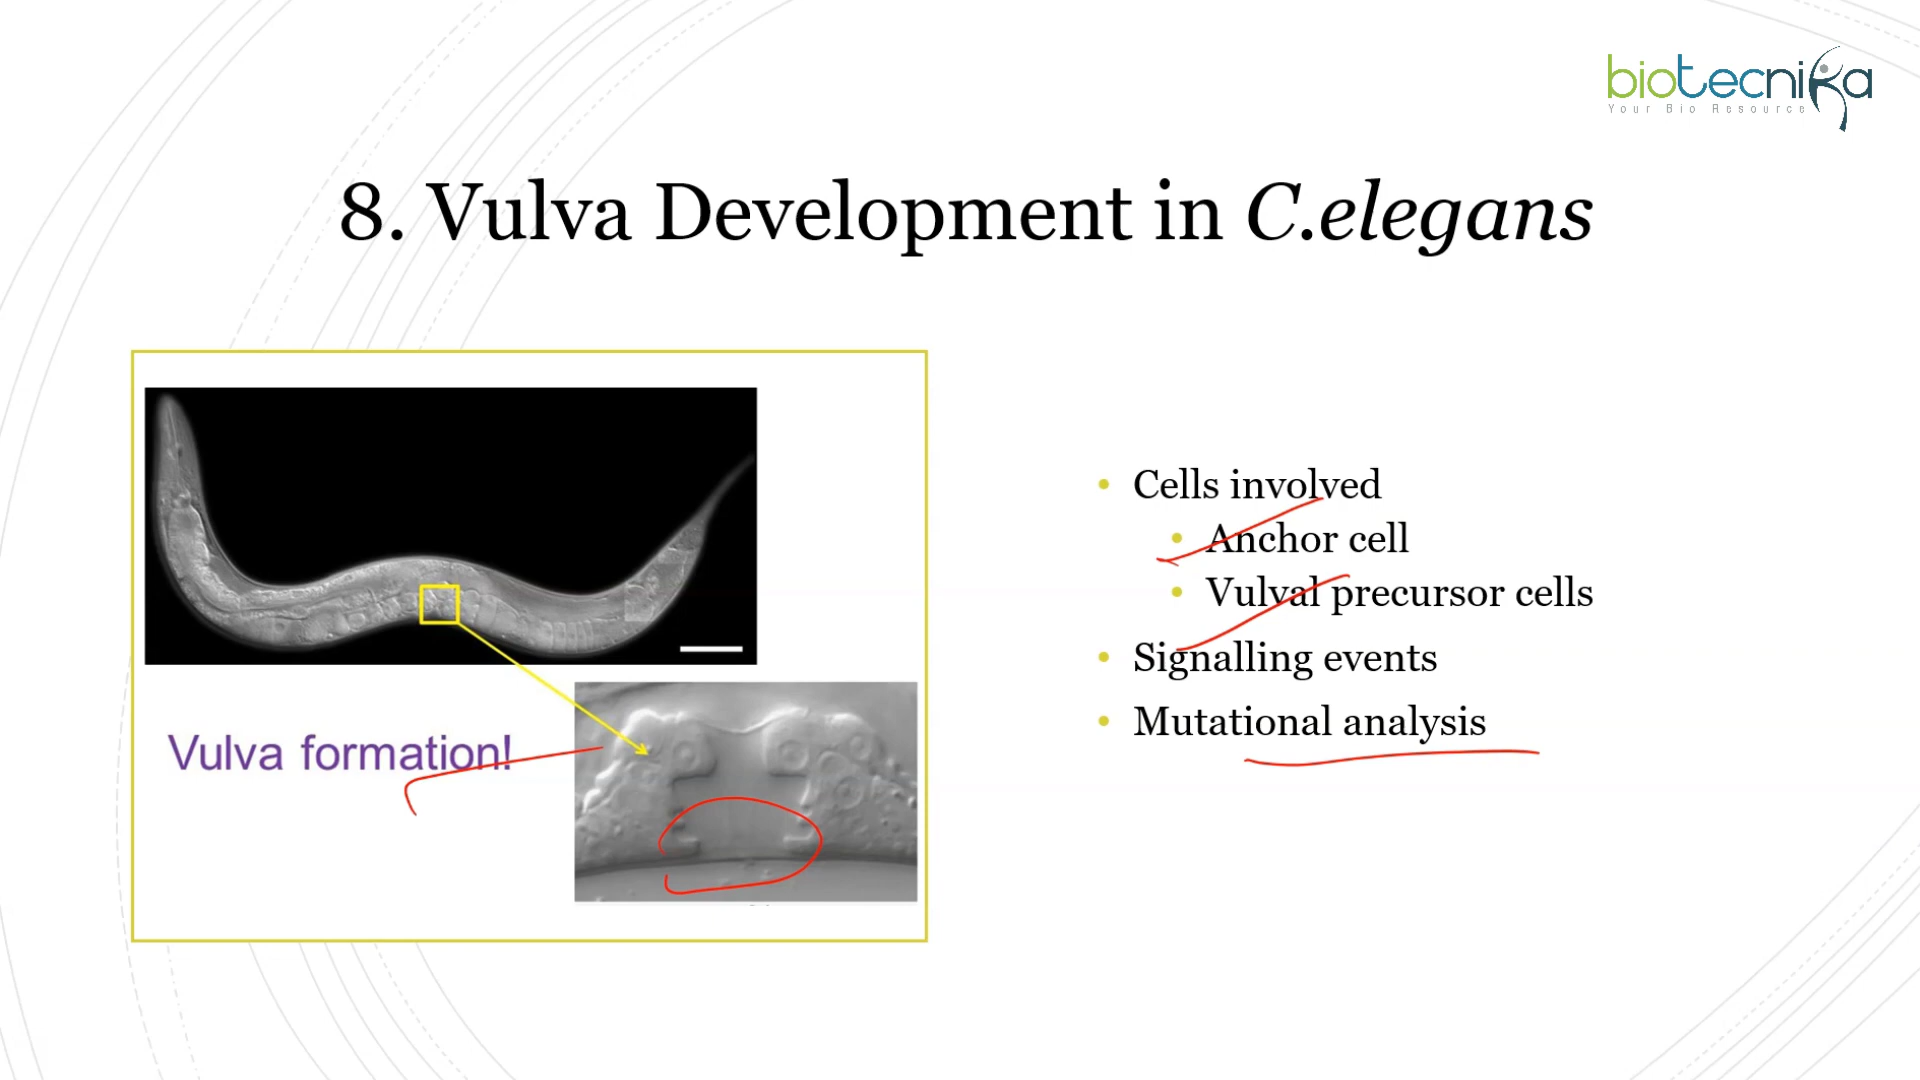 biotecnika
Your Bio Resource
8. Vulva Development in C.elegans
Vulva formation!
• Cells involved
• Anchor cell
• Vulval precursor cells
• Signalling events
• Mutational analysis